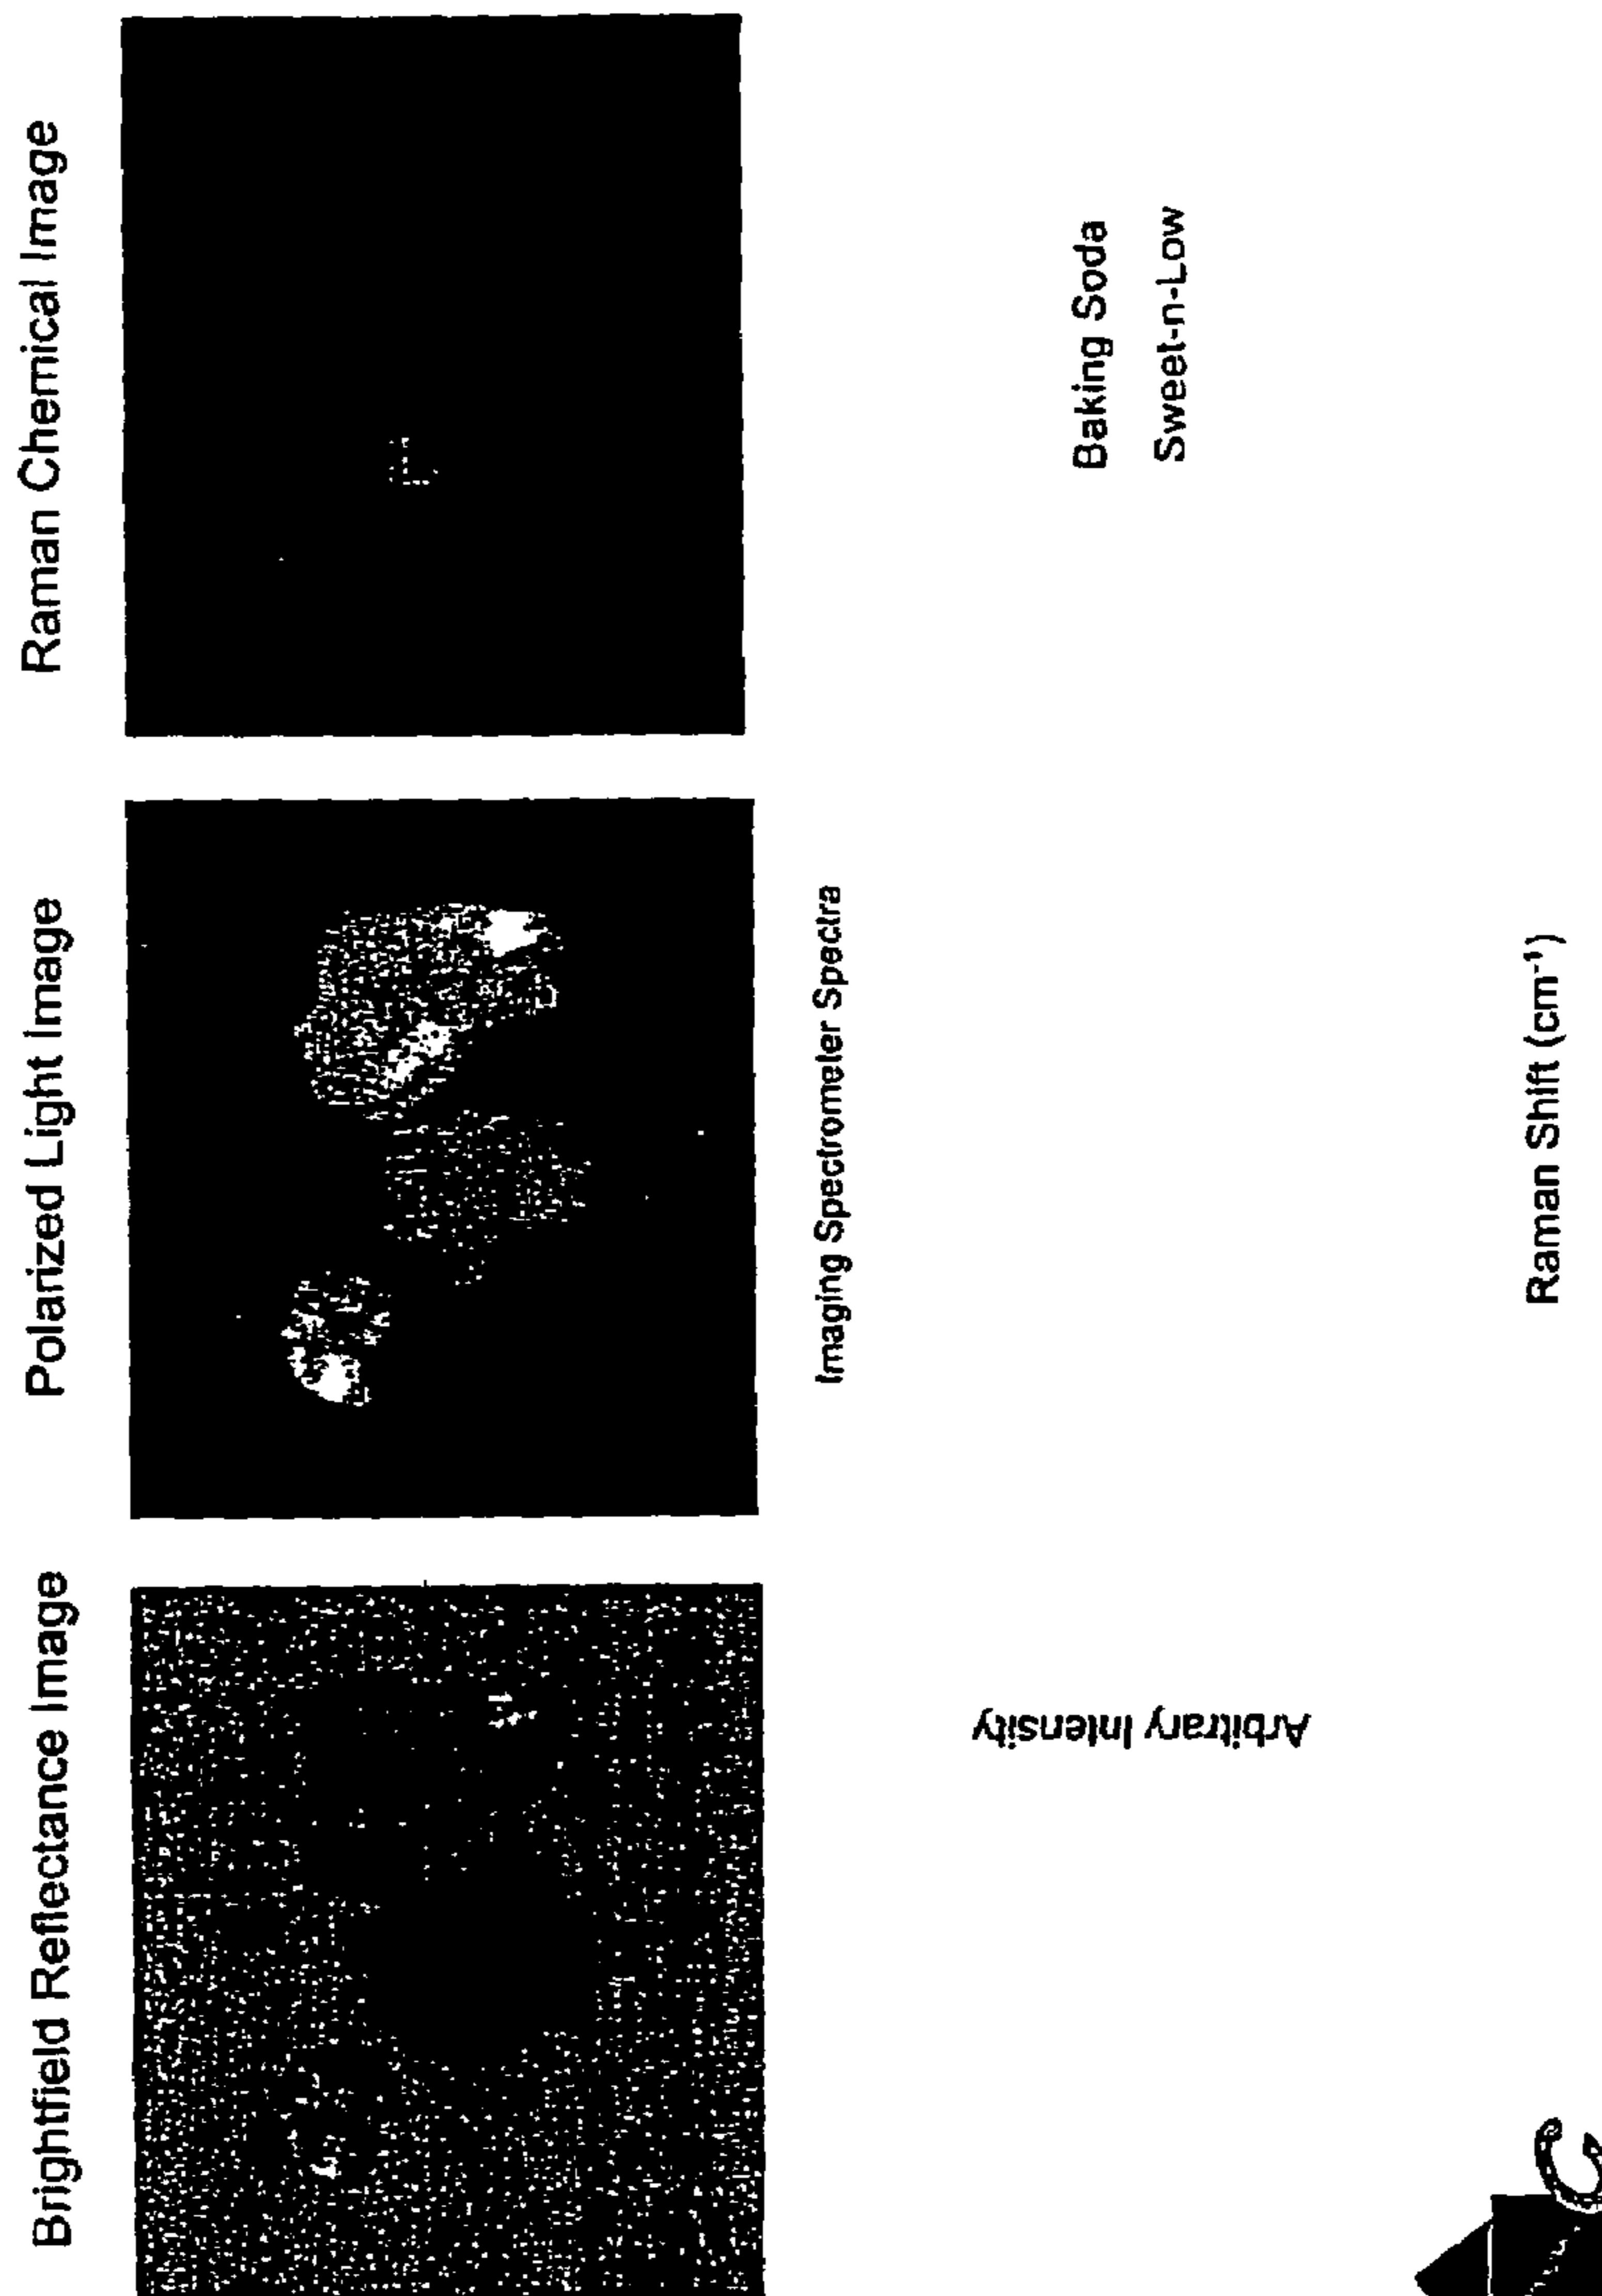 Brightfield Reflectance Image
Polarized Light Image
Raman Chemical Image
Imaging Spectrometer Spectra
Arbitrary Intensity
Baking Soda
Sweet-n-Low
Raman Shift (cm⁻¹)